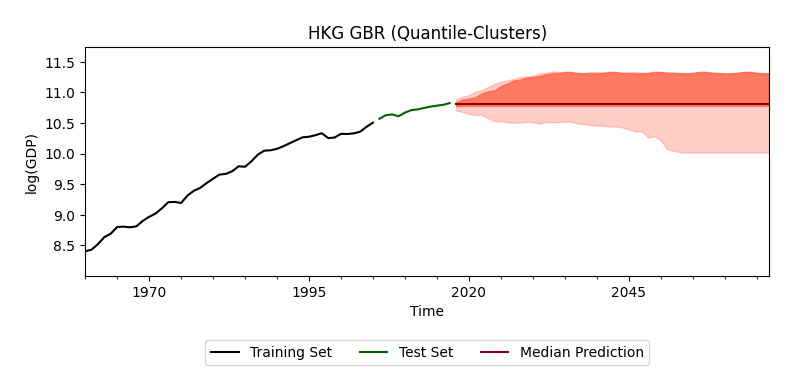 HKG GBR (Quantile-Clusters)
log(GDP)
11.5
11.0
10.5
10.0
9.5
9.0
8.5
1970
1995
2020
2045
Time
Training Set
Test Set
Median Prediction